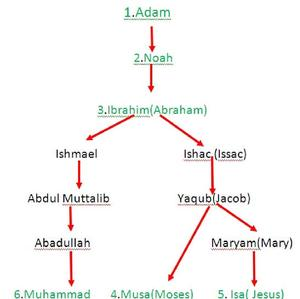 1.Adam
2.Noah
3.Ibrahim(Abraham)
Ishmael Ishac (Issac)
Abdul Muttalib Yaqub(Jacob)
Abadullah Maryam(Mary)
6.Muhammad 4.Musa(Moses) 5. Isa( Jesus)